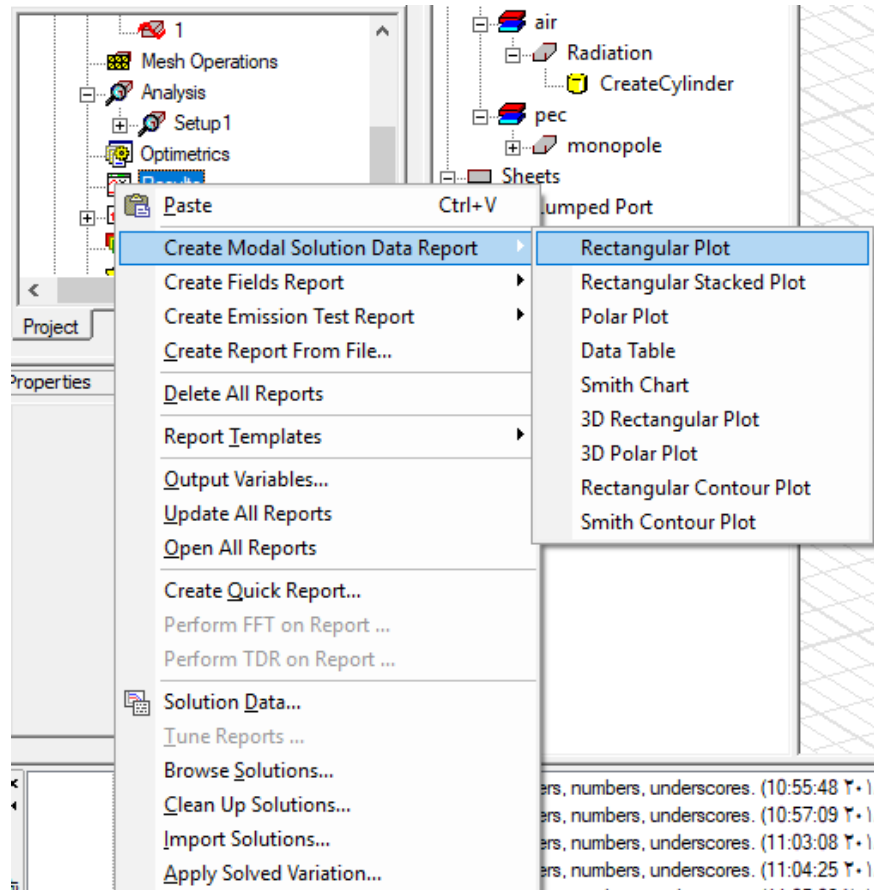 1
Mesh Operations
Analysis
Setup1
Optimetrics
Project
Properties
air
Radiation
CreateCylinder
pec
monopole
Sheets
Lumped Port
Paste Ctrl+V
Create Modal Solution Data Report
Create Fields Report
Create Emission Test Report
Create Report From File...
Delete All Reports
Report Templates
Output Variables...
Update All Reports
Open All Reports
Create Quick Report...
Perform FFT on Report ...
Perform TDR on Report ...
Solution Data...
Tune Reports ...
Browse Solutions...
Clean Up Solutions...
Import Solutions...
Apply Solved Variation...
Rectangular Plot
Rectangular Stacked Plot
Polar Plot
Data Table
Smith Chart
3D Rectangular Plot
3D Polar Plot
Rectangular Contour Plot
Smith Contour Plot
ers, numbers, underscores. (10:55:48 ٢٠١
ers, numbers, underscores. (10:57:09 ٢٠١
ers, numbers, underscores. (11:03:08 ٢٠١
ers, numbers, underscores. (11:04:25 ٢٠١